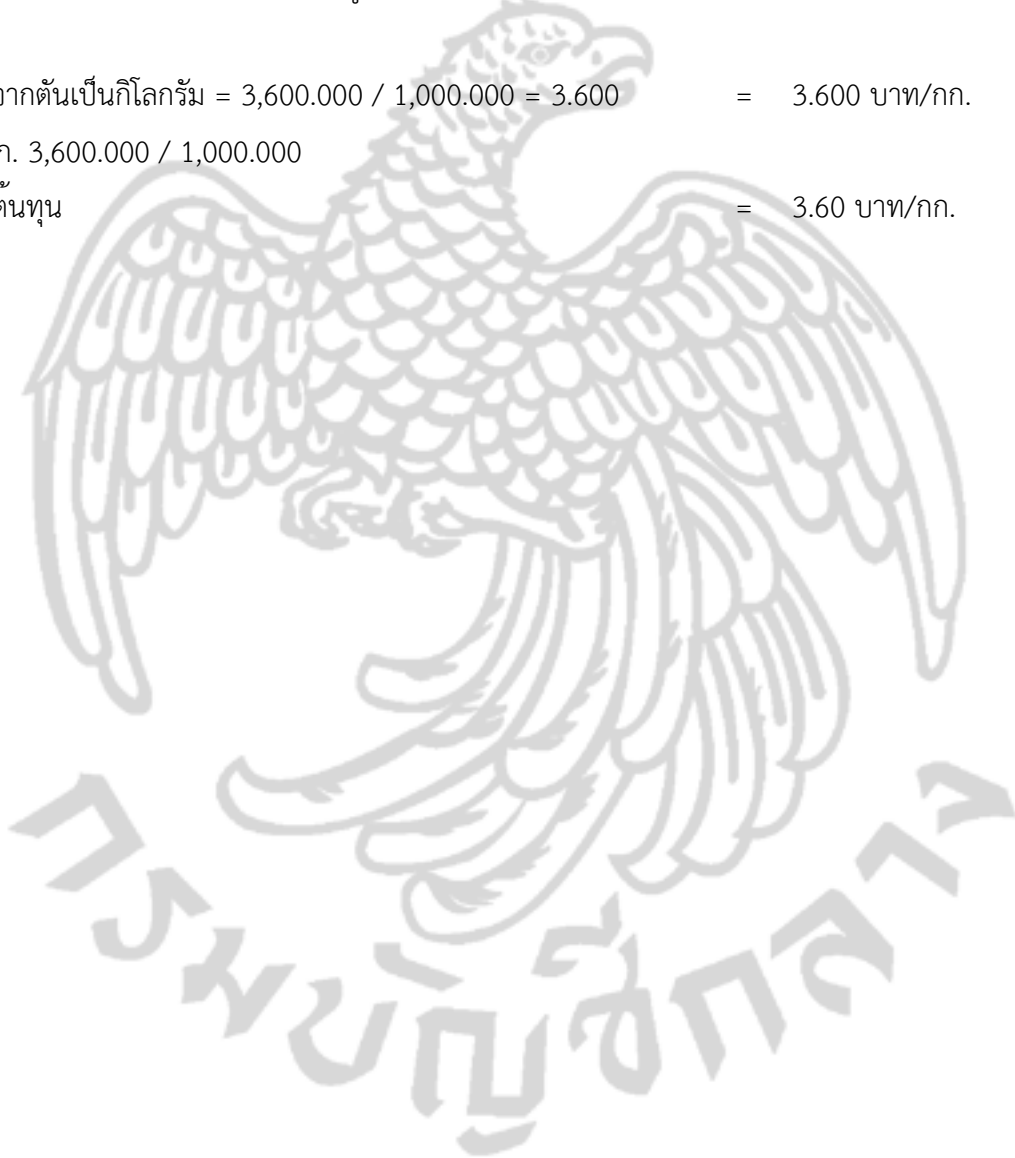 จากตันเป็นกิโลกรัม = 3,600.000 / 1,000.000 = 3.600 = 3.600 บาท/กก.
ก. 3,600.000 / 1,000.000
ต้นทุน = 3.60 บาท/กก.
กรมบัญชีกลาง